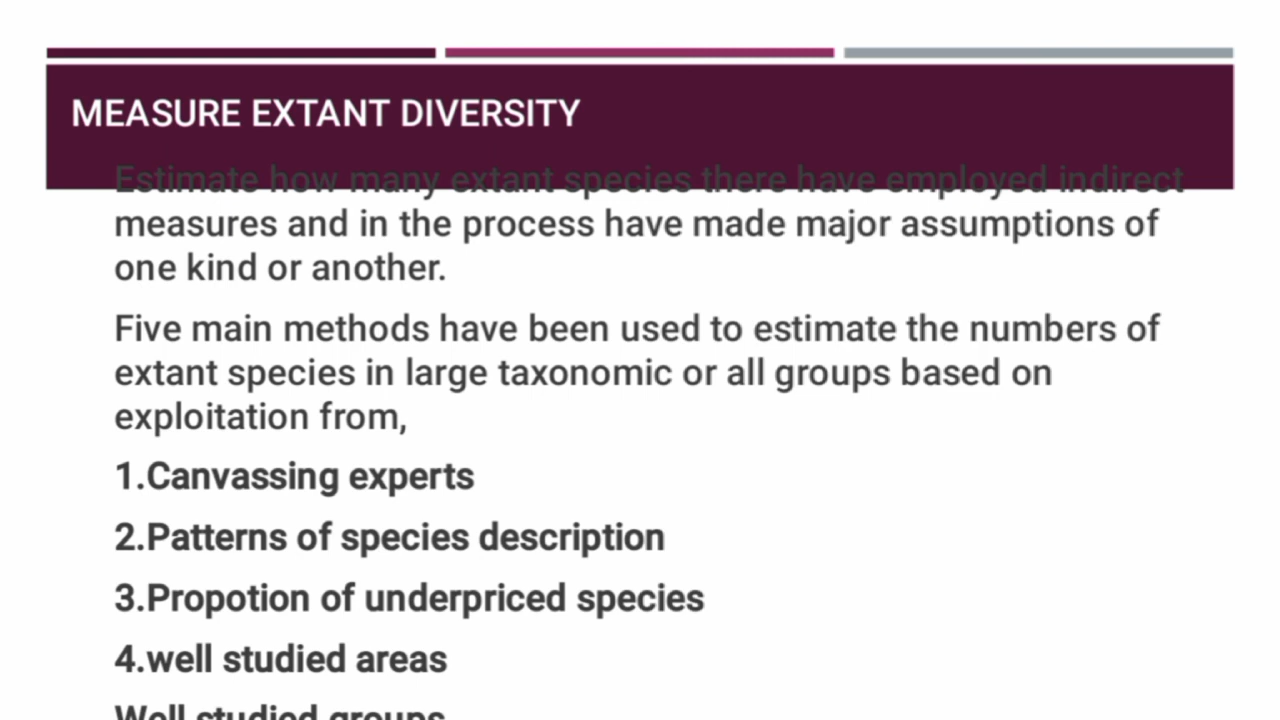 MEASURE EXTANT DIVERSITY
Estimate how many extant species there have employed indirect
measures and in the process have made major assumptions of
one kind or another.
Five main methods have been used to estimate the numbers of
extant species in large taxonomic or all groups based on
exploitation from,
1.Canvassing experts
2.Patterns of species description
3.Propotion of underpriced species
4.well studied areas
Well studied groups